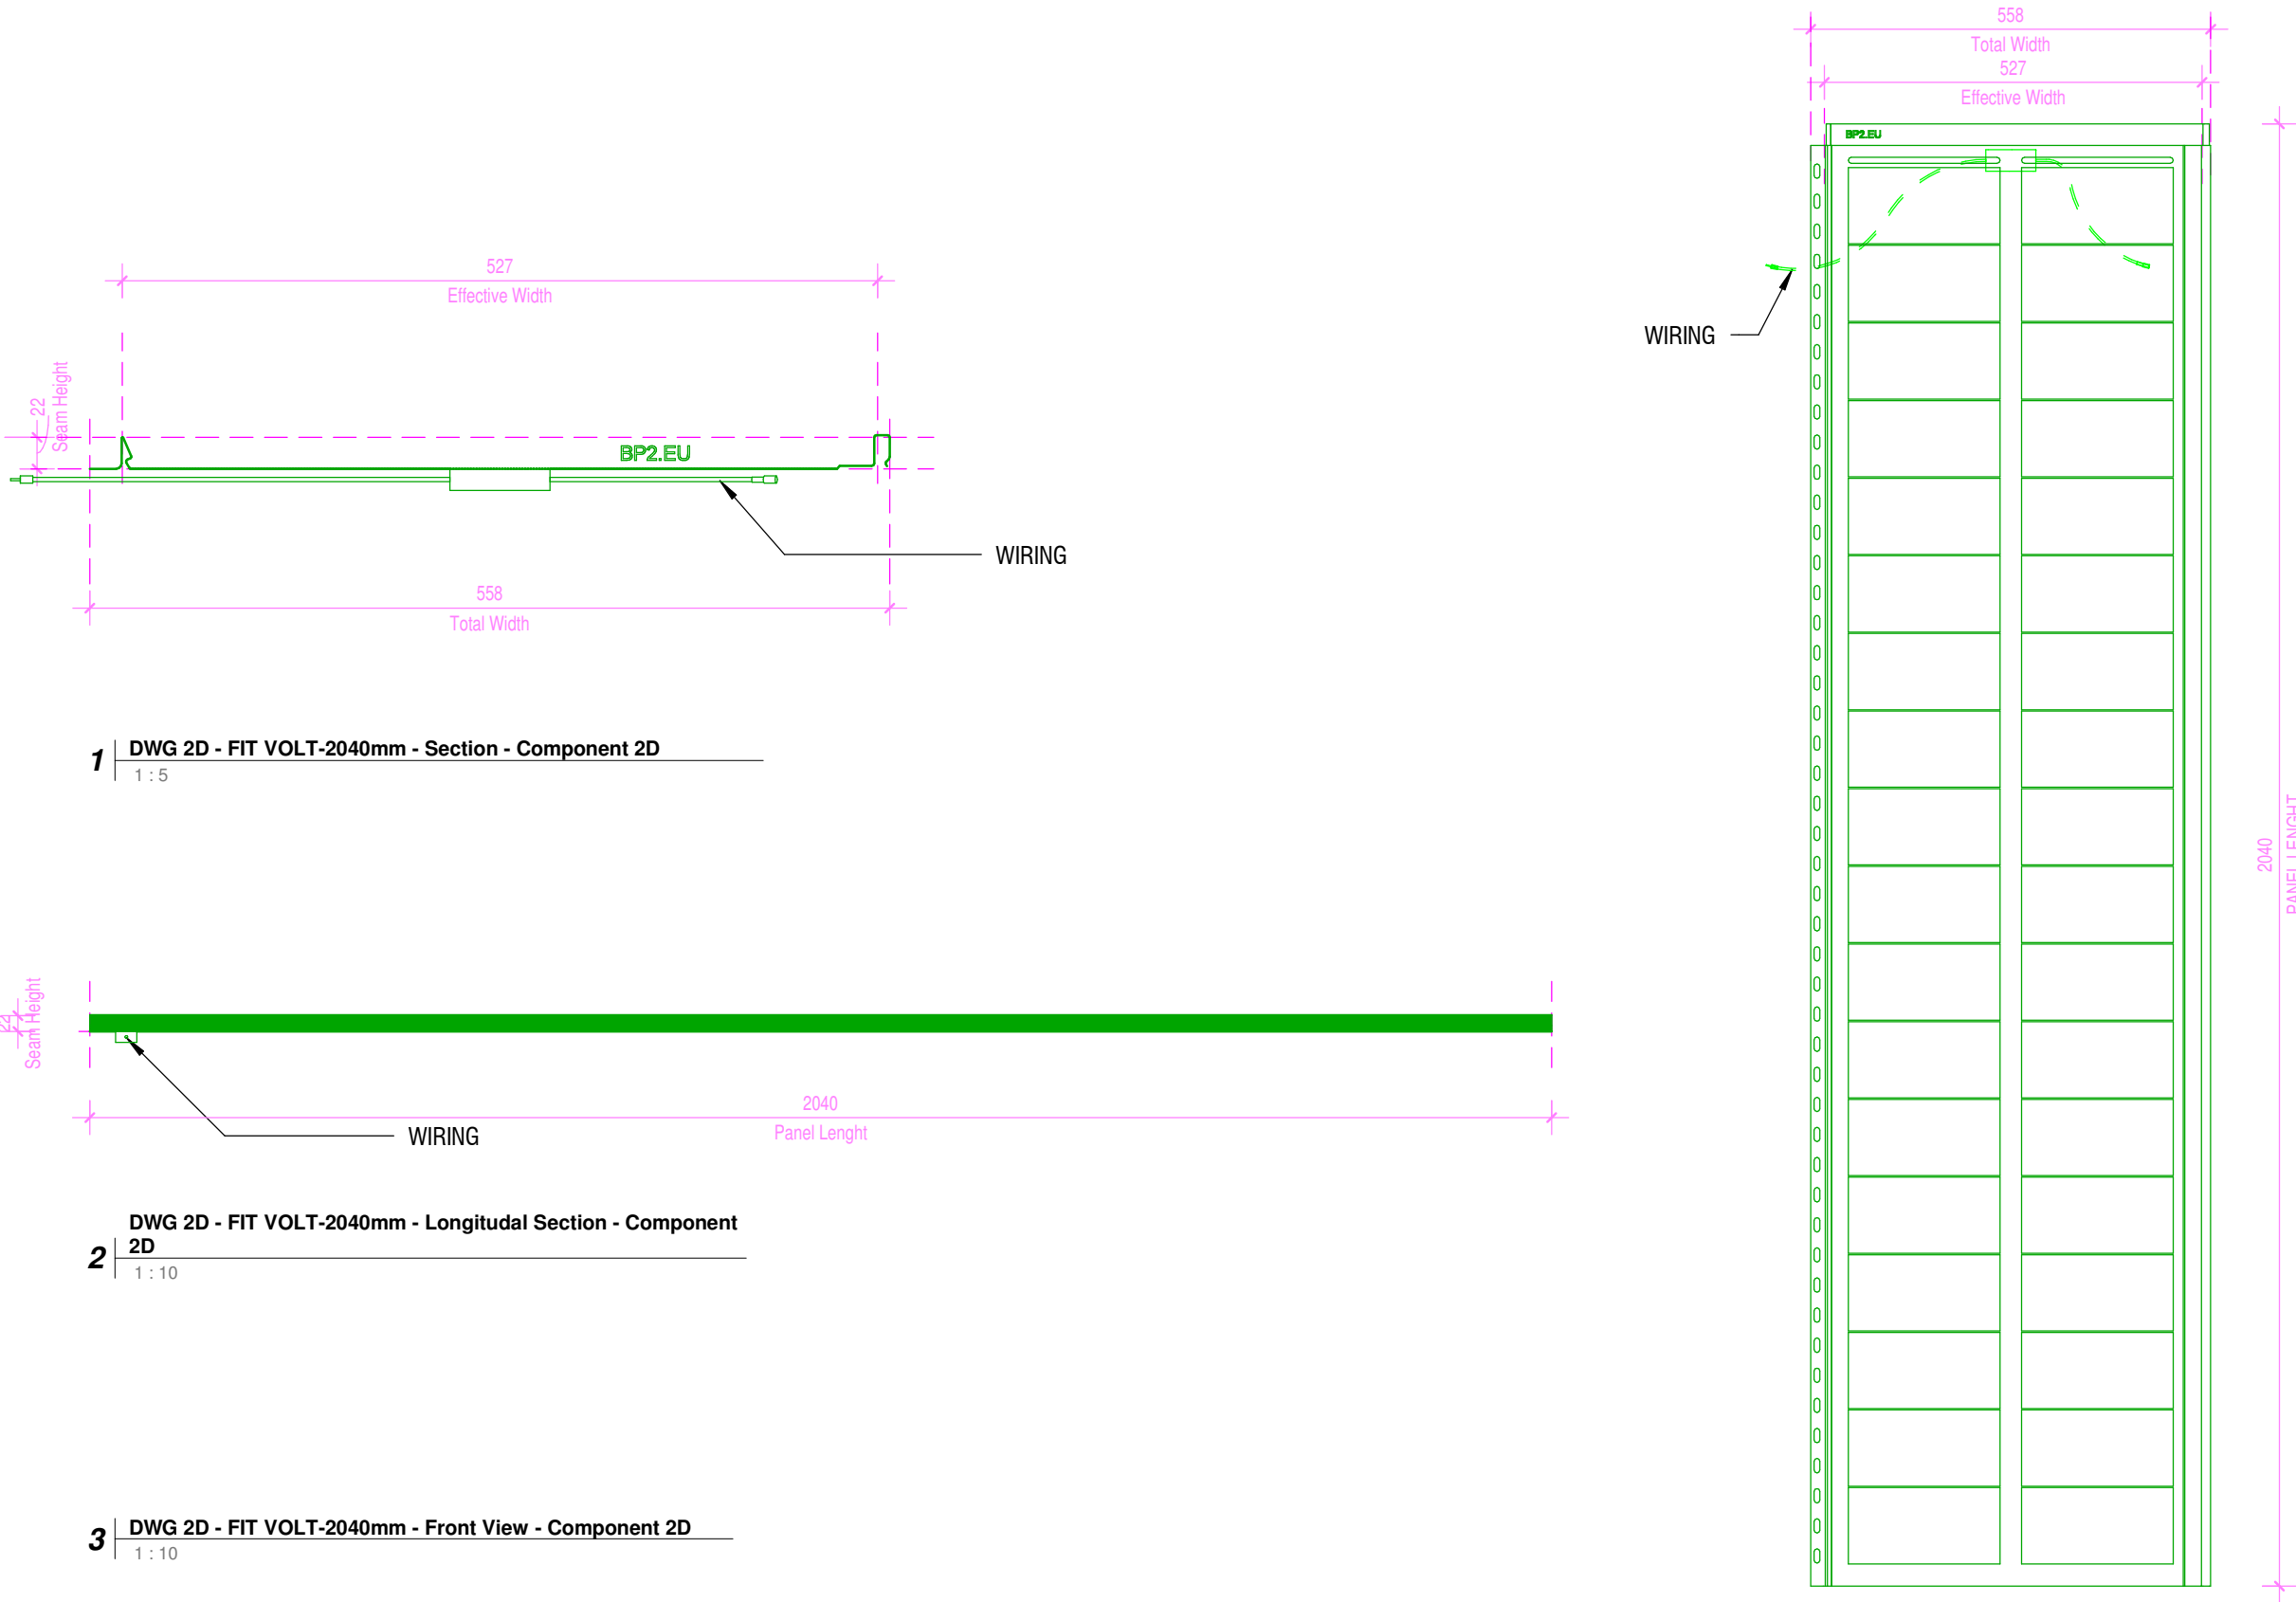 558
Total Width
527
Effective Width
BP2.EU
WIRING
2040
PANEL LENGHT
527
Effective Width
22
Seam Height
BP2.EU
WIRING
558
Total Width
1
DWG 2D - FIT VOLT-2040mm - Section - Component 2D
1 : 5
22
Seam Height
WIRING
2040
Panel Lenght
2
DWG 2D - FIT VOLT-2040mm - Longitudal Section - Component
2D
1 : 10
3
DWG 2D - FIT VOLT-2040mm - Front View - Component 2D
1 : 10